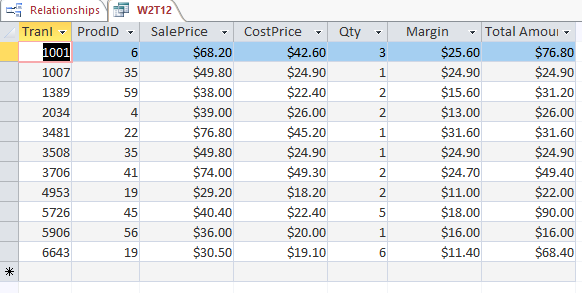 Relationships W2T12
TranI ProdID SalePrice CostPrice Qty Margin Total Amou
1001 6 $68.20 $42.60 3 $25.60 $76.80
1007 35 $49.80 $24.90 1 $24.90 $24.90
1389 59 $38.00 $22.40 2 $15.60 $31.20
2034 4 $39.00 $26.00 2 $13.00 $26.00
3481 22 $76.80 $45.20 1 $31.60 $31.60
3508 35 $49.80 $24.90 1 $24.90 $24.90
3706 41 $74.00 $49.30 2 $24.70 $49.40
4953 19 $29.20 $18.20 2 $11.00 $22.00
5726 45 $40.40 $22.40 5 $18.00 $90.00
5906 56 $36.00 $20.00 1 $16.00 $16.00
6643 19 $30.50 $19.10 6 $11.40 $68.40